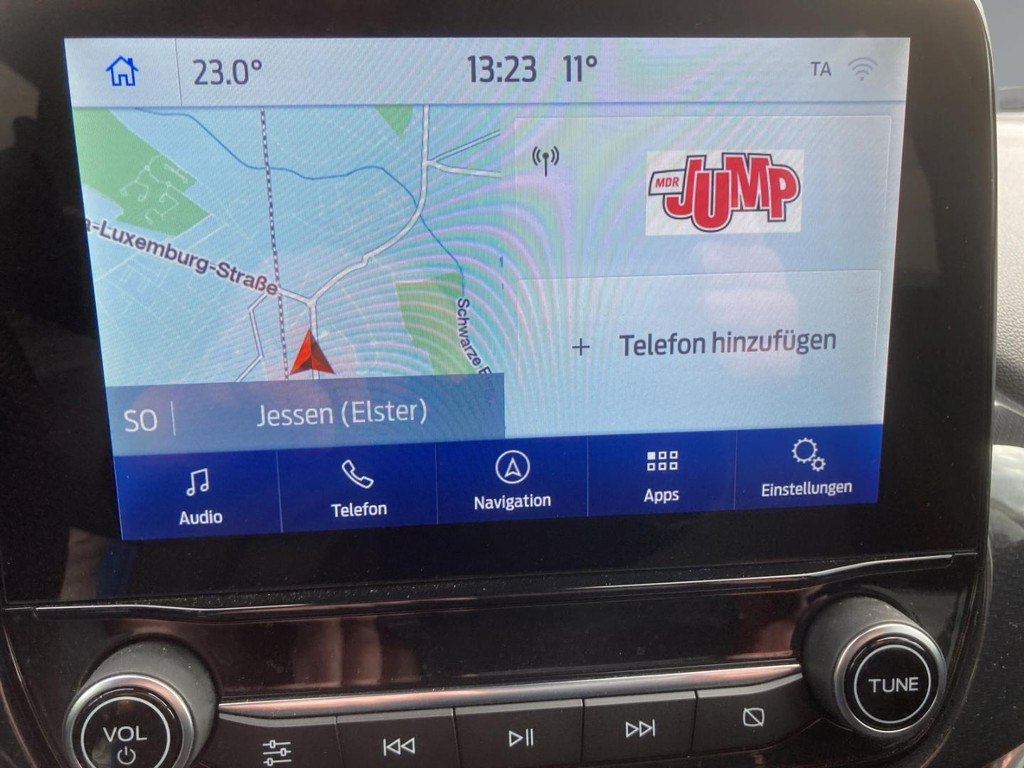 23.0°
13:23
11°
TA
MDR JUMP
-Luxemburg-Straße
Schwarze
Telefon hinzufügen
SO
Jessen (Elster)
Audio
Telefon
Navigation
Apps
Einstellungen
VOL
TUNE